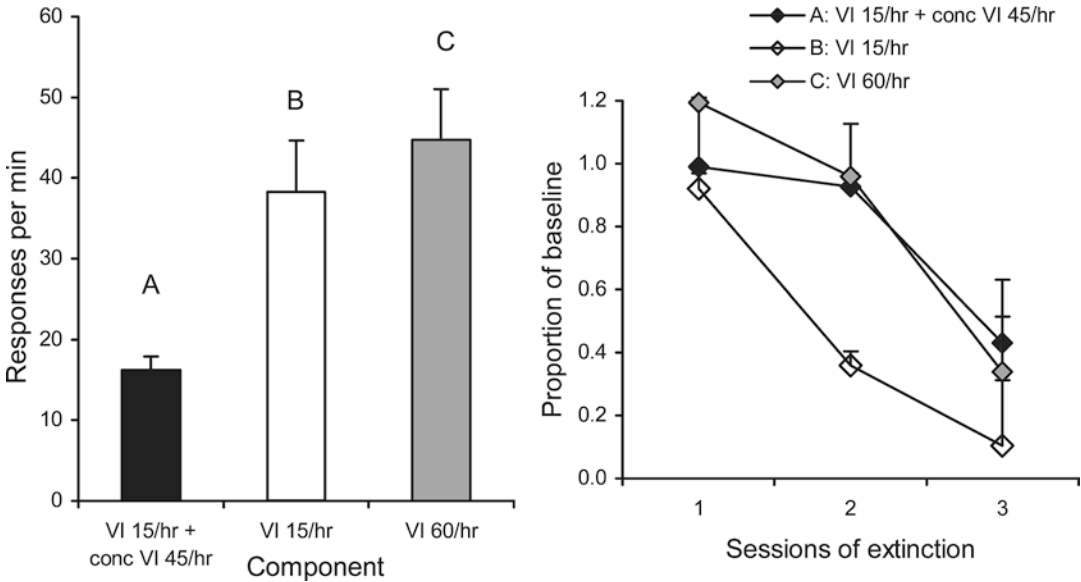 60
50
40
30
20
10
0
Responses per min
A
B
C
VI 15/hr +
conc VI 45/hr
VI 15/hr
VI 60/hr
Component
A: VI 15/hr + conc VI 45/hr
B: VI 15/hr
C: VI 60/hr
1.2
1.0
0.8
0.6
0.4
0.2
0.0
Proportion of baseline
1
2
3
Sessions of extinction